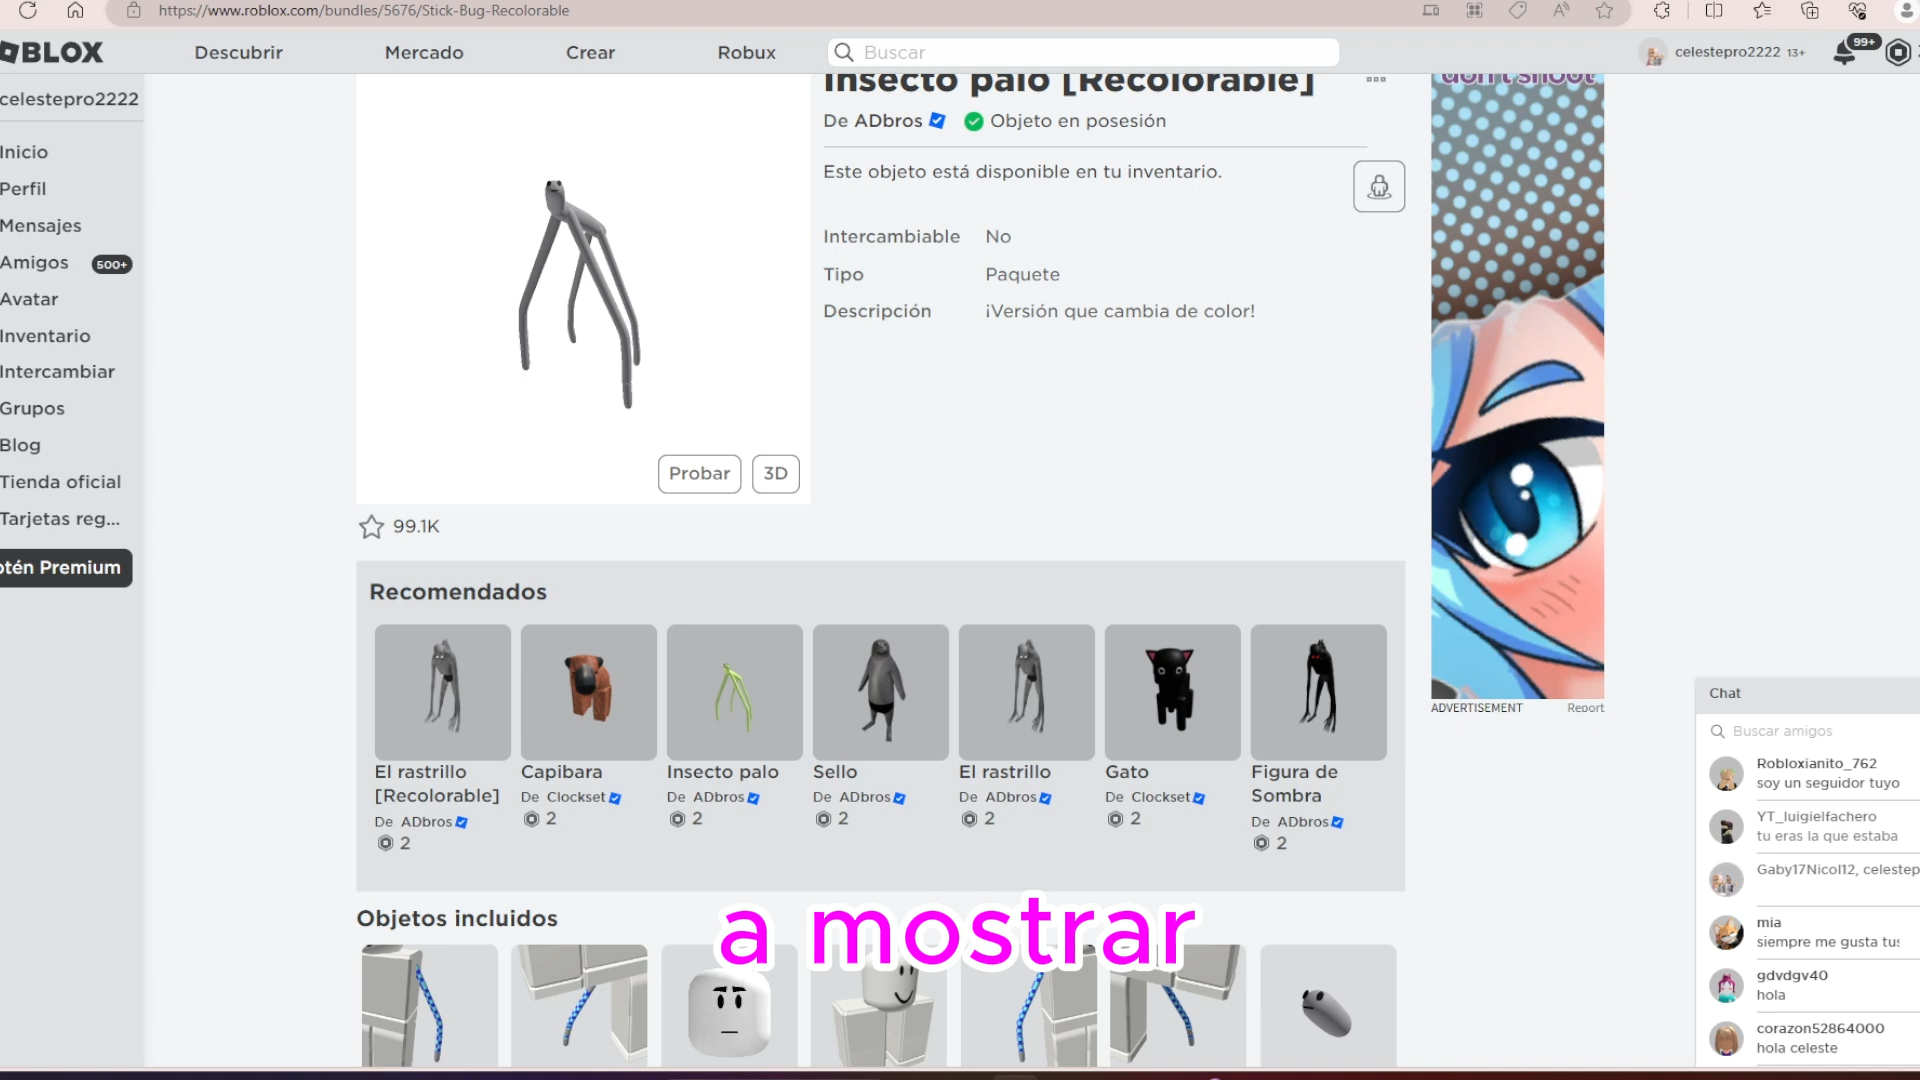 https://www.roblox.com/bundles/5676/Stick-Bug-Recolorable
BLOX
Descubrir
Mercado
Crear
Robux
Buscar
celestepro2222 13+
99+
celestepro2222
Inicio
Perfil
Mensajes
Amigos 500+
Avatar
Inventario
Intercambiar
Grupos
Blog
Tienda oficial
Tarjetas reg...
otén Premium
Insecto palo [Recolorable]
De ADbros
Objeto en posesión
Este objeto está disponible en tu inventario.
Intercambiable No
Tipo Paquete
Descripción ¡Versión que cambia de color!
Probar
3D
99.1K
don't shoot
ADVERTISEMENT
Report
Recomendados
El rastrillo
[Recolorable]
De ADbros
2
Capibara
De Clockset
2
Insecto palo
De ADbros
2
Sello
De ADbros
2
El rastrillo
De ADbros
2
Gato
De Clockset
2
Figura de
Sombra
De ADbros
2
Objetos incluidos
a mostrar
Chat
Buscar amigos
Robloxianito_762
soy un seguidor tuyo
YT_luigielfachero
tu eras la que estaba
Gaby17Nicol12, celestep
mia
siempre me gusta tus
gdvdgv40
hola
corazon52864000
hola celeste